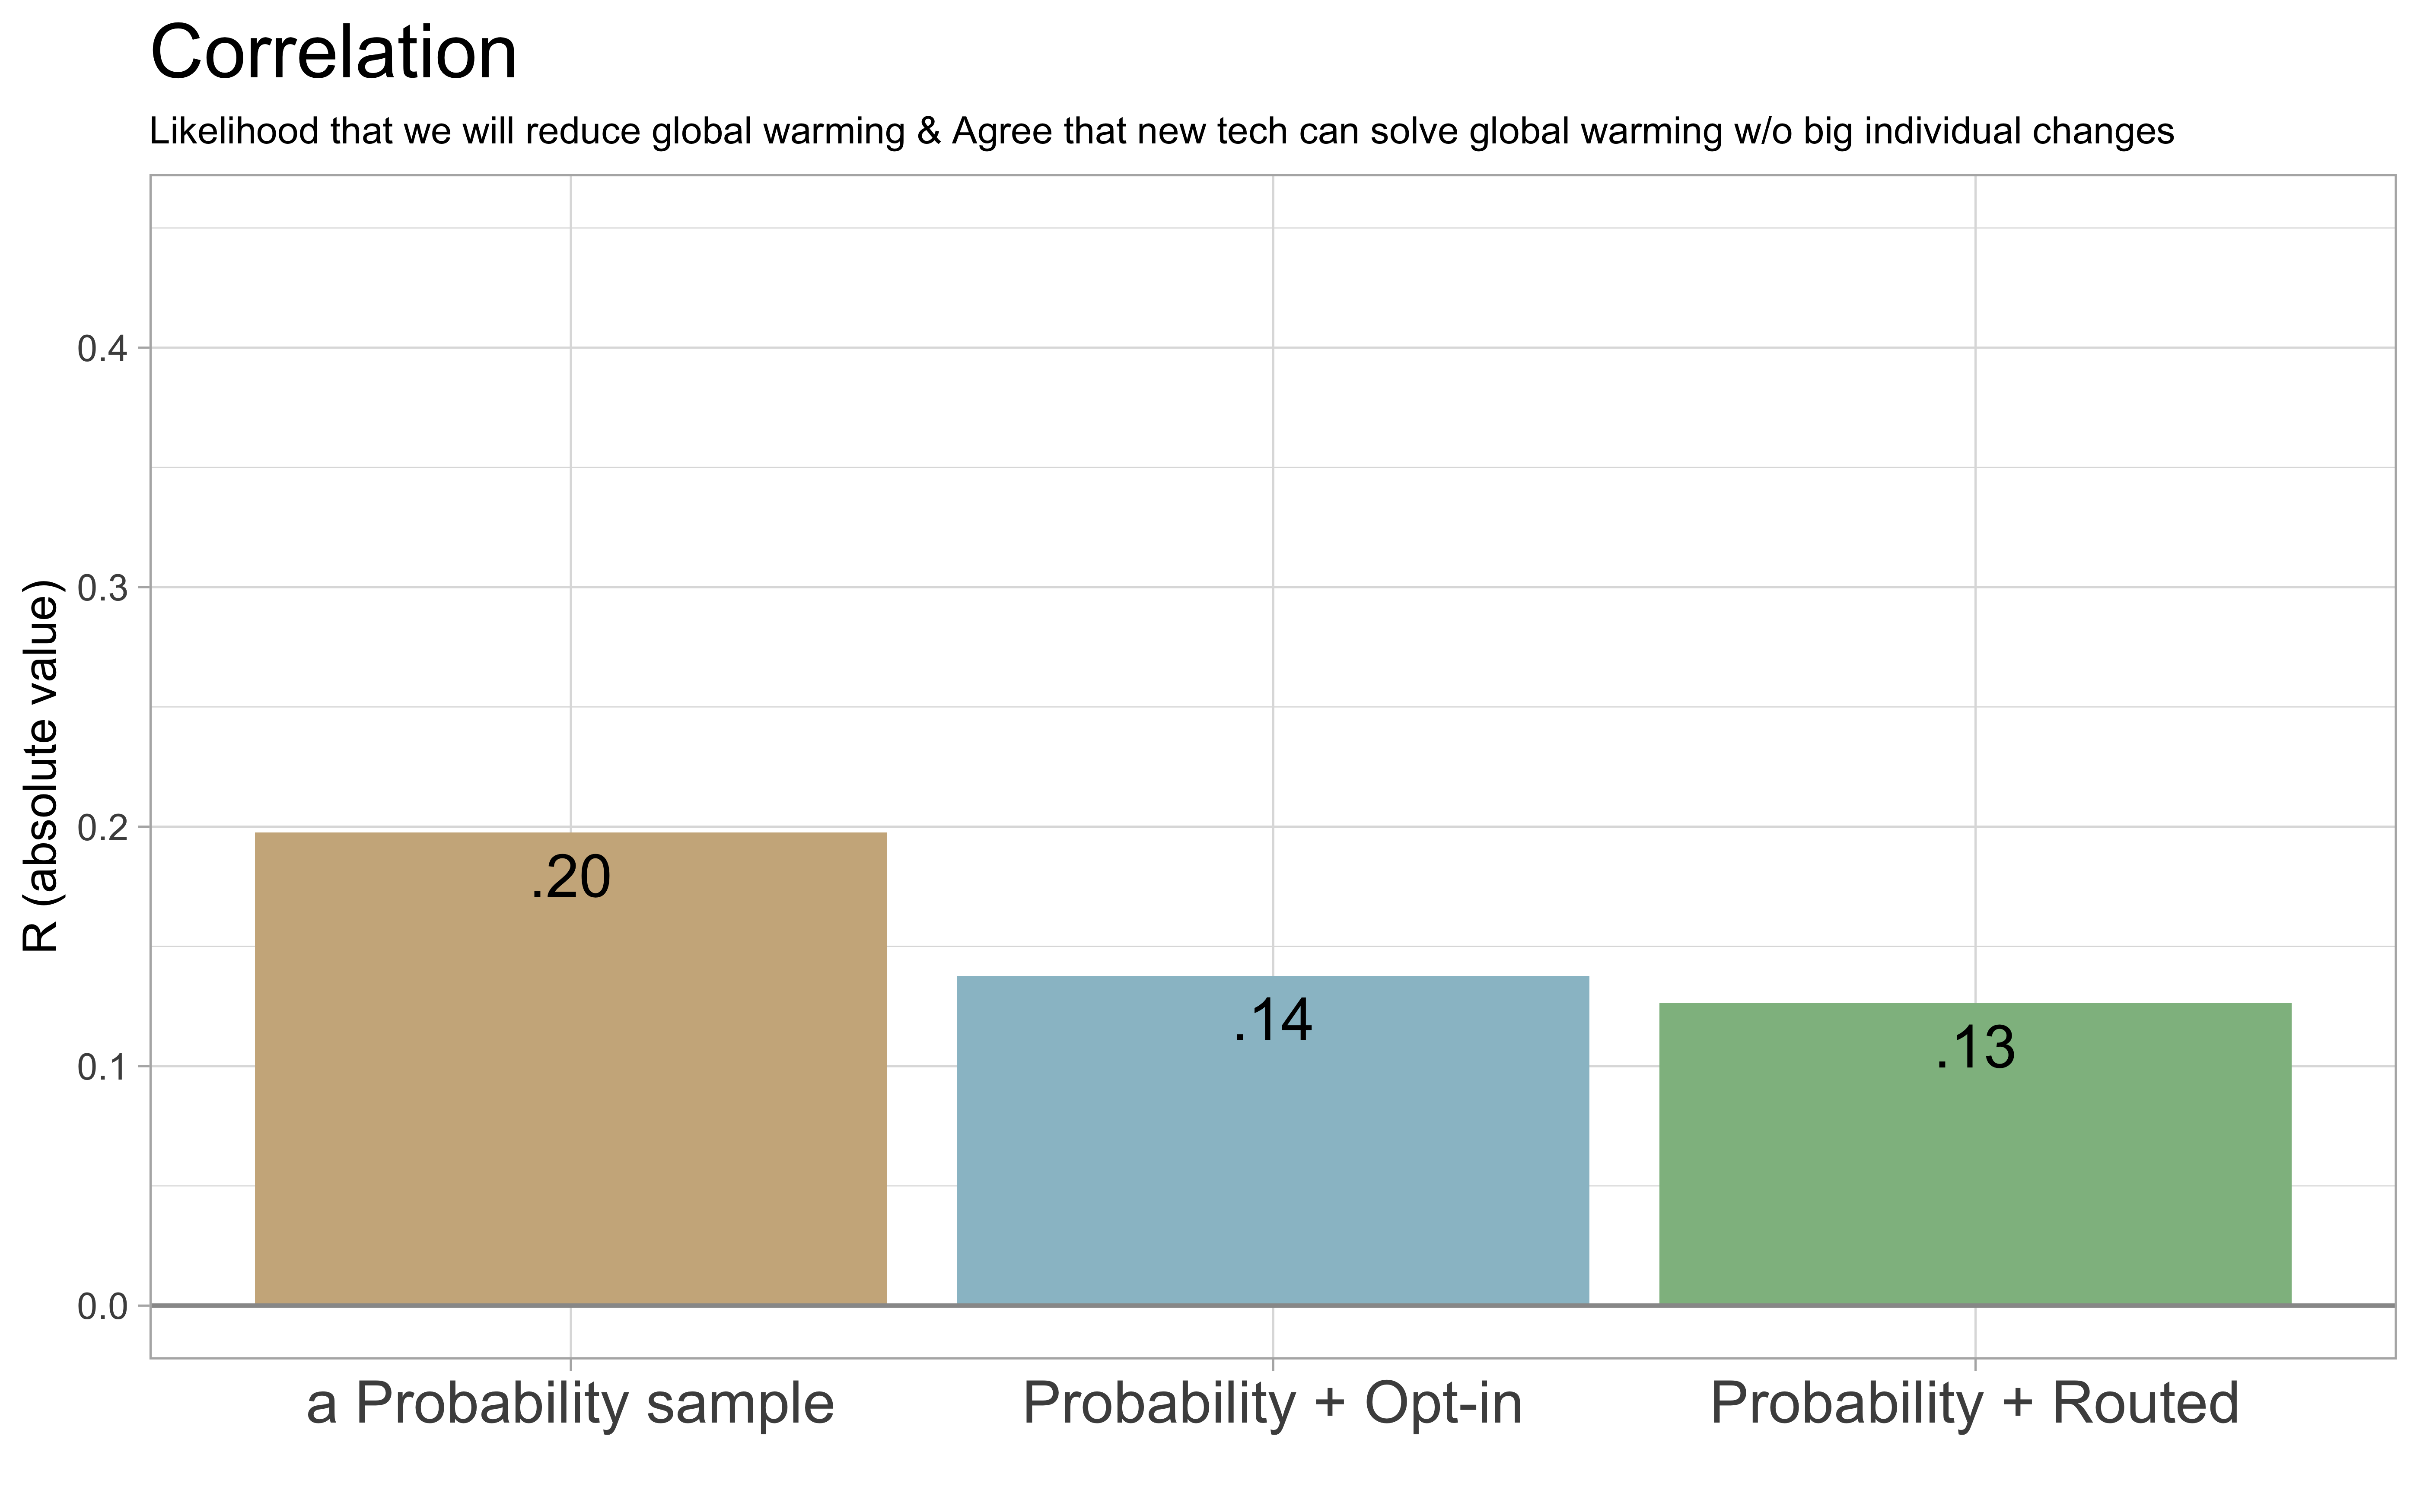 Correlation
Likelihood that we will reduce global warming & Agree that new tech can solve global warming w/o big individual changes
R (absolute value)
0.4
0.3
0.2
0.1
0.0
.20
.14
.13
a Probability sample
Probability + Opt-in
Probability + Routed